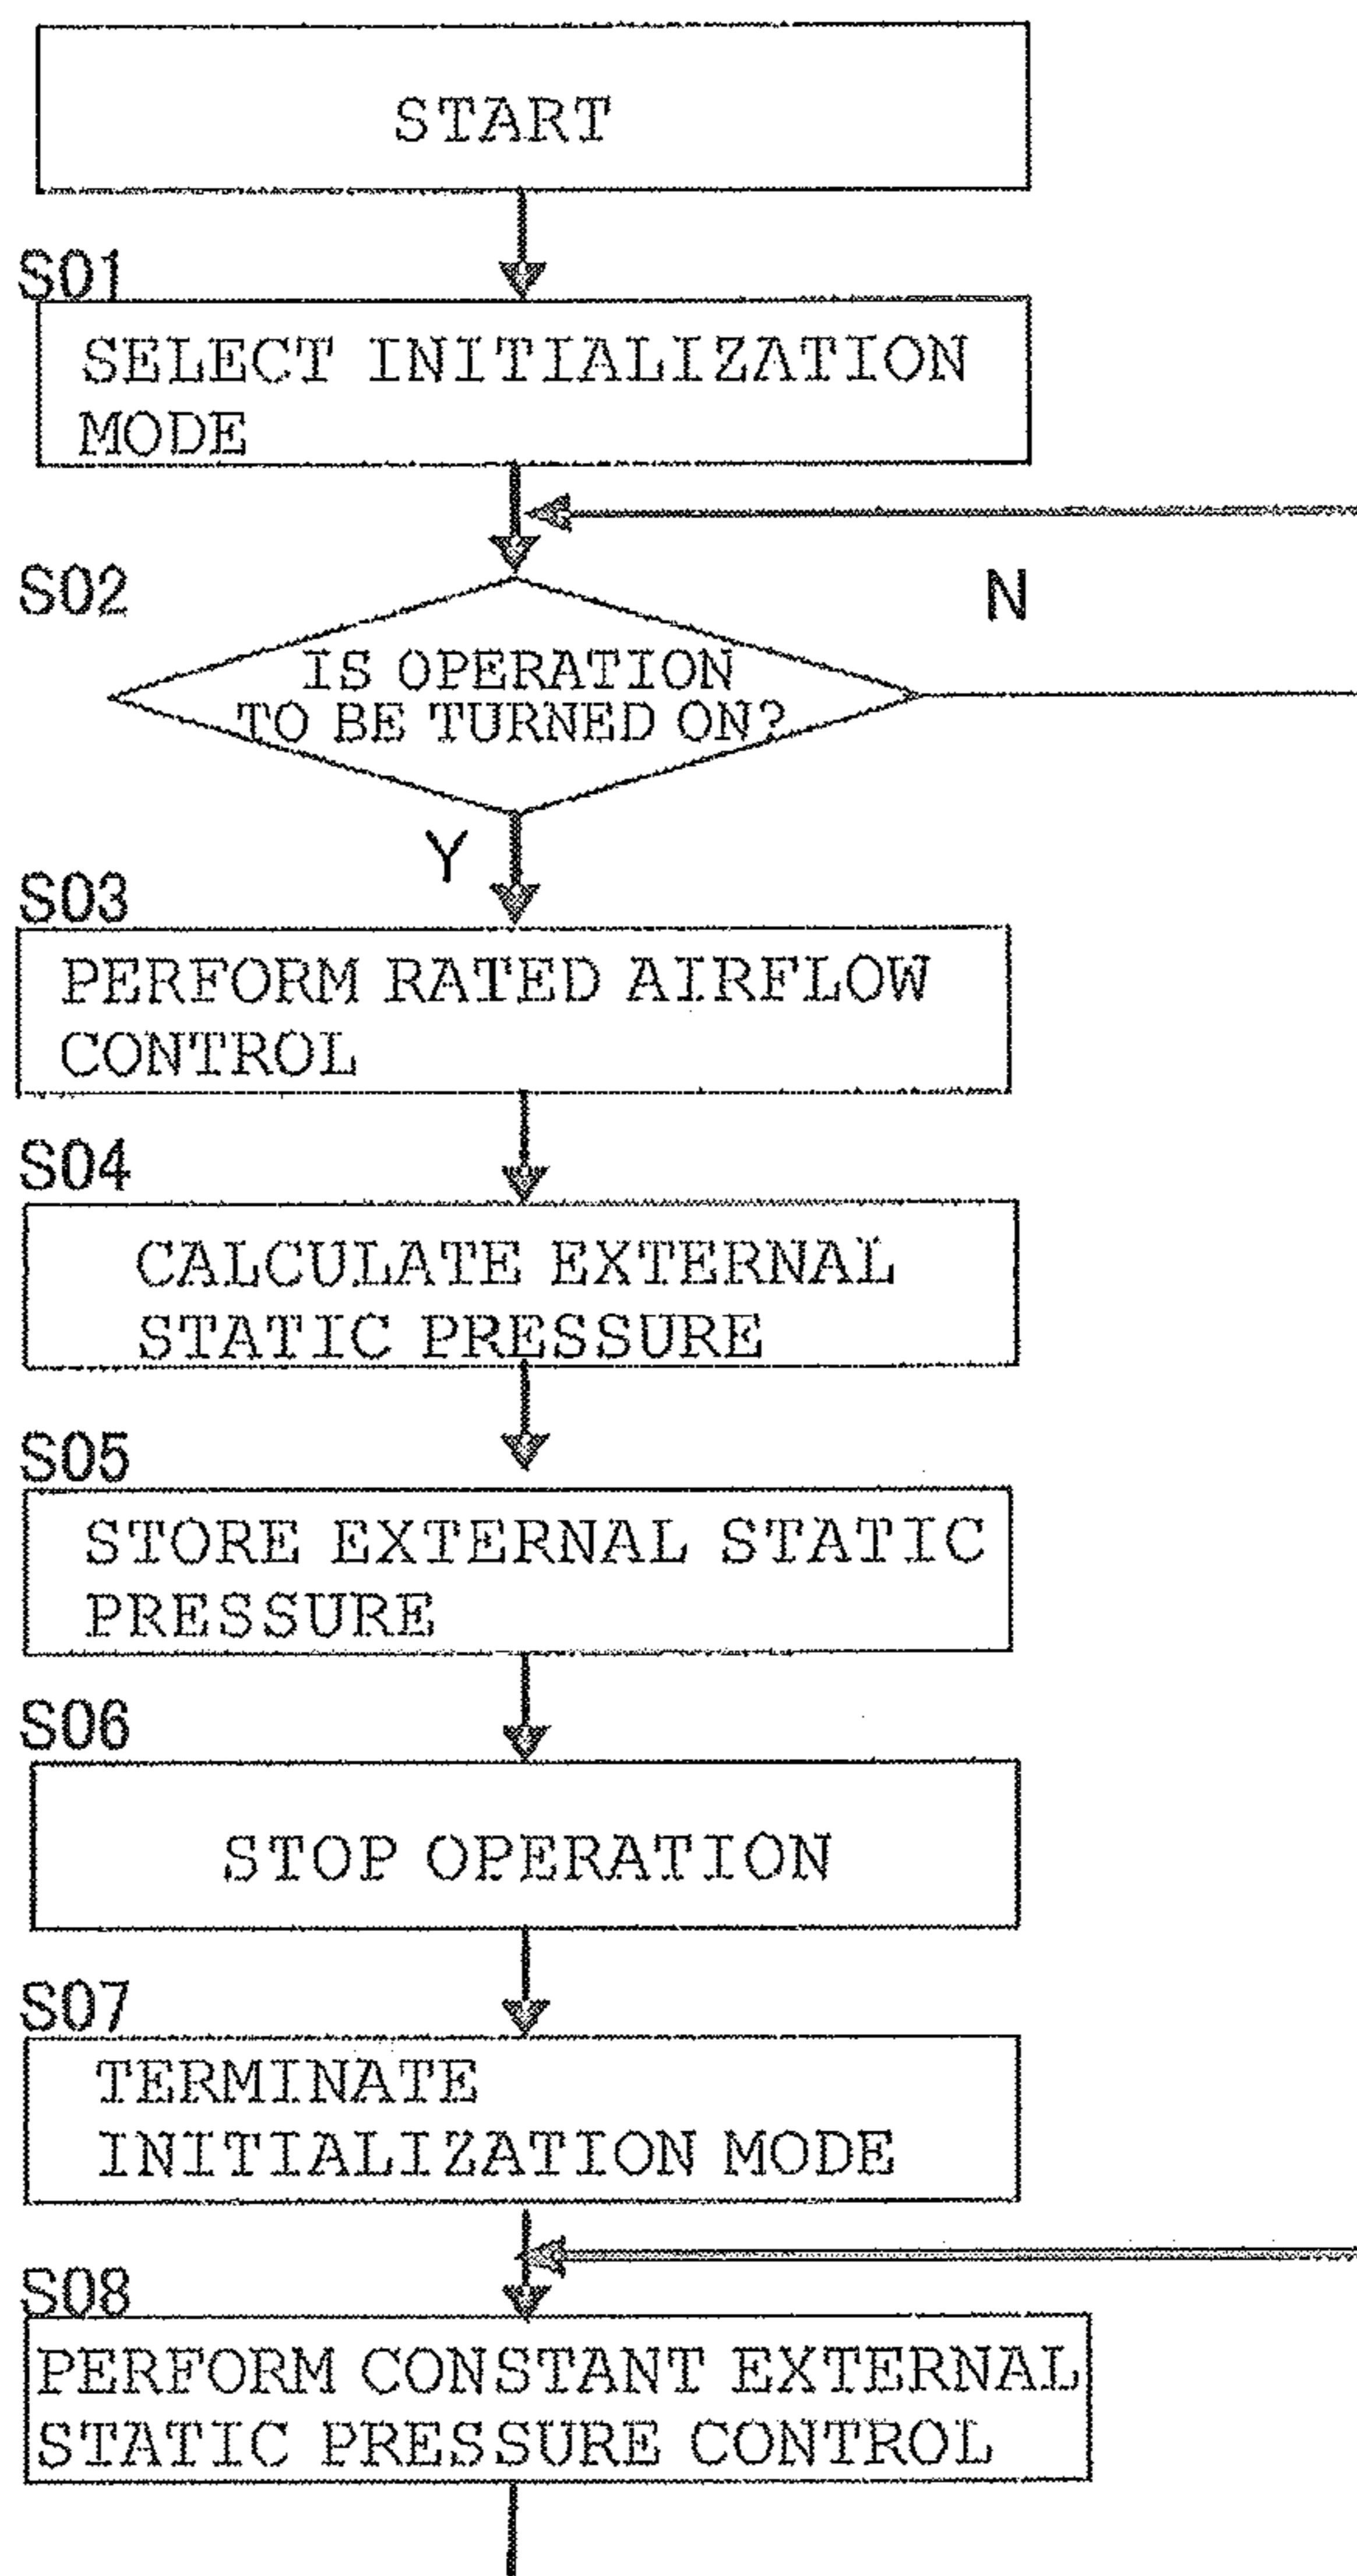 START
S01
SELECT INITIALIZATION
MODE
S02
N
IS OPERATION
TO BE TURNED ON?
Y
S03
PERFORM RATED AIRFLOW
CONTROL
S04
CALCULATE EXTERNAL
STATIC PRESSURE
S05
STORE EXTERNAL STATIC
PRESSURE
S06
STOP OPERATION
S07
TERMINATE
INITIALIZATION MODE
S08
PERFORM CONSTANT EXTERNAL
STATIC PRESSURE CONTROL